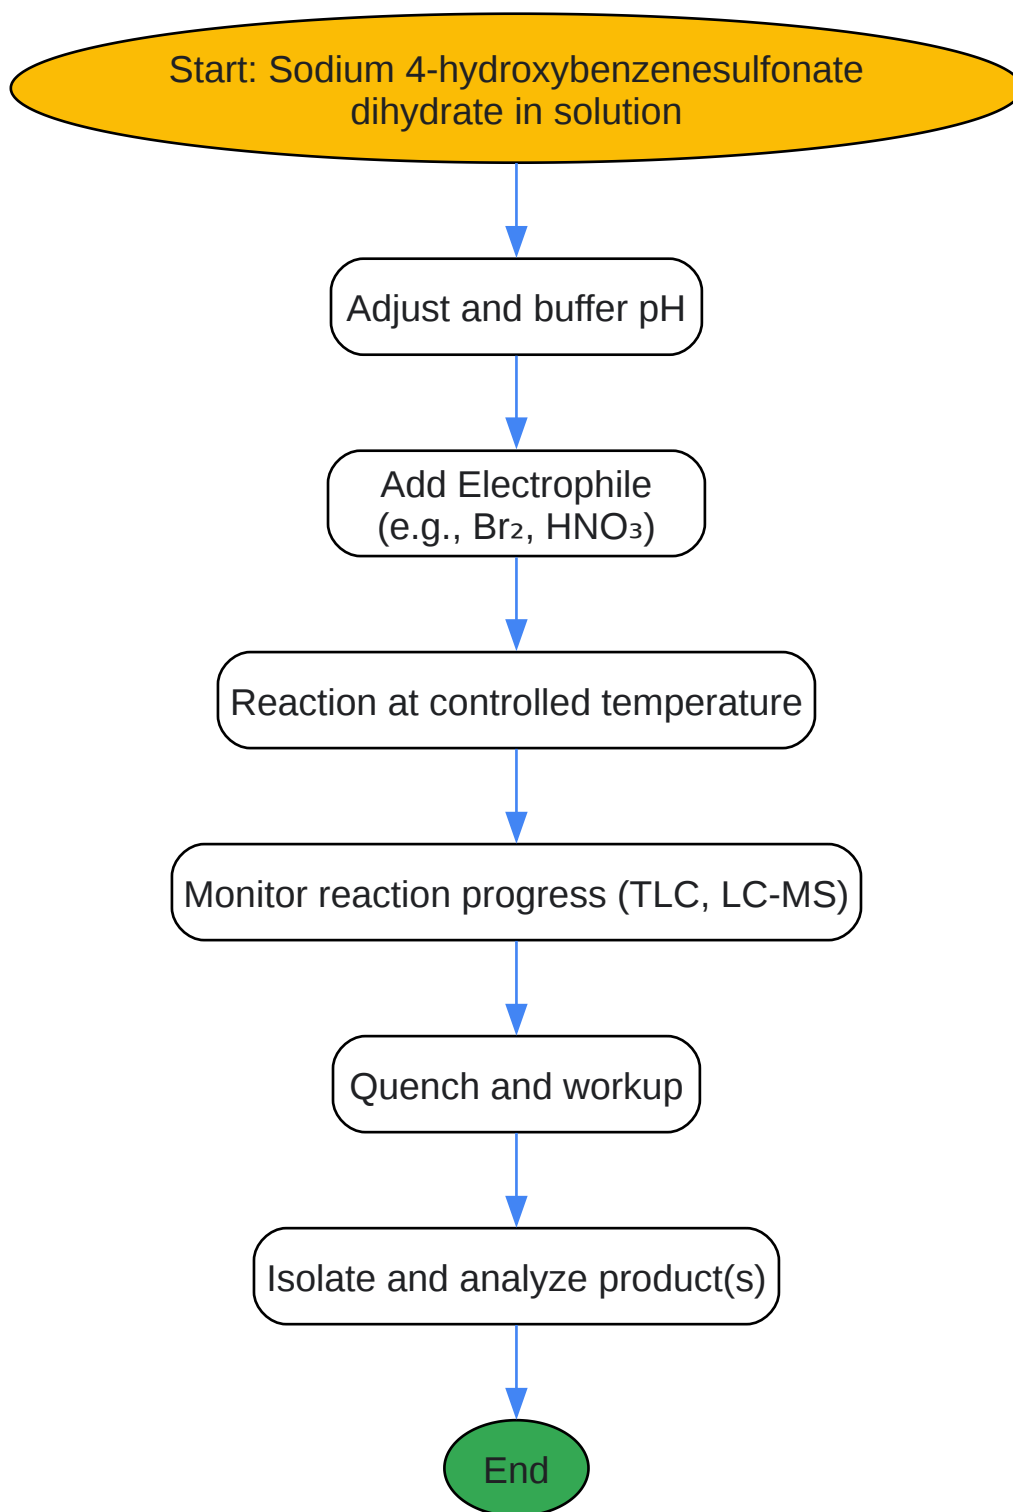 Start: Sodium 4-hydroxybenzenesulfonate
dihydrate in solution
Adjust and buffer pH
Add Electrophile
(e.g., Br₂, HNO₃)
Reaction at controlled temperature
Monitor reaction progress (TLC, LC-MS)
Quench and workup
Isolate and analyze product(s)
End